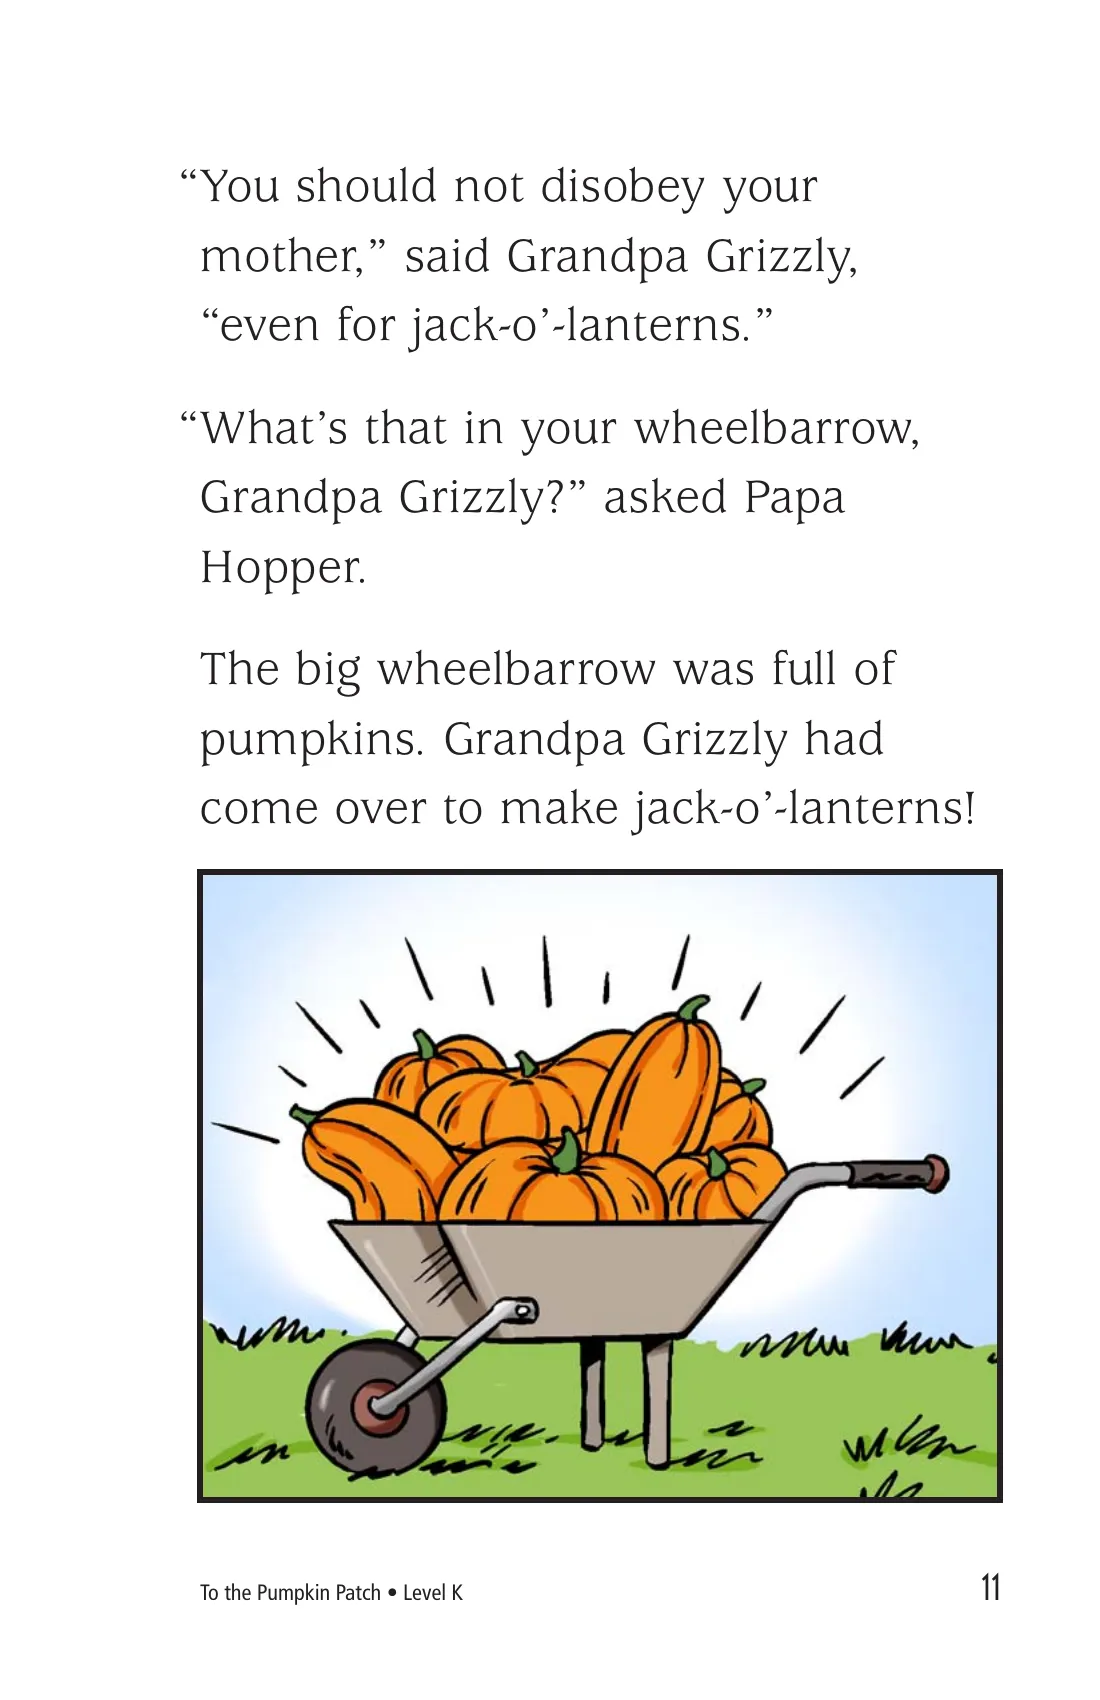 “You should not disobey your
mother,” said Grandpa Grizzly,
“even for jack-o’-lanterns.”
“What’s that in your wheelbarrow,
Grandpa Grizzly?” asked Papa
Hopper.
The big wheelbarrow was full of
pumpkins. Grandpa Grizzly had
come over to make jack-o’-lanterns!
To the Pumpkin Patch • Level K
11